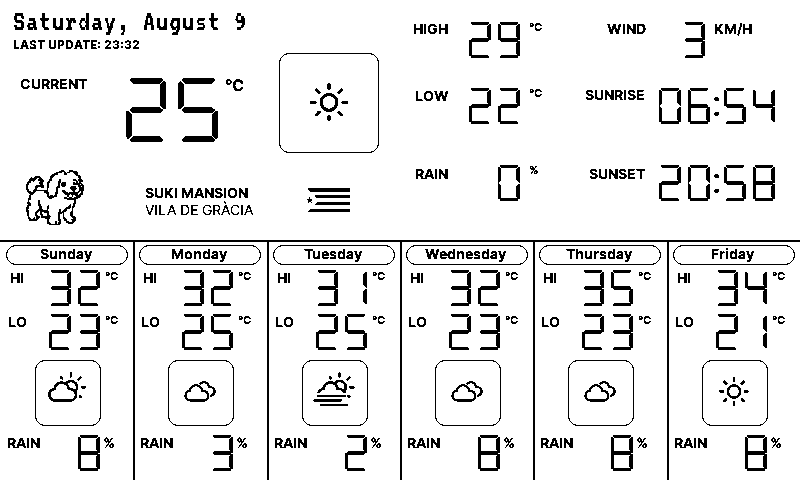 Saturday, August 9
LAST UPDATE: 23:32
CURRENT 25 °C
SUKI MANSION
VILA DE GRÀCIA
HIGH 29 °C
LOW 22 °C
RAIN 0 %
WIND 3 KM/H
SUNRISE 06:54
SUNSET 20:58
Sunday
HI 32 °C
LO 23 °C
RAIN 8 %
Monday
HI 32 °C
LO 25 °C
RAIN 3 %
Tuesday
HI 31 °C
LO 25 °C
RAIN 2 %
Wednesday
HI 32 °C
LO 23 °C
RAIN 8 %
Thursday
HI 35 °C
LO 23 °C
RAIN 8 %
Friday
HI 34 °C
LO 21 °C
RAIN 8 %